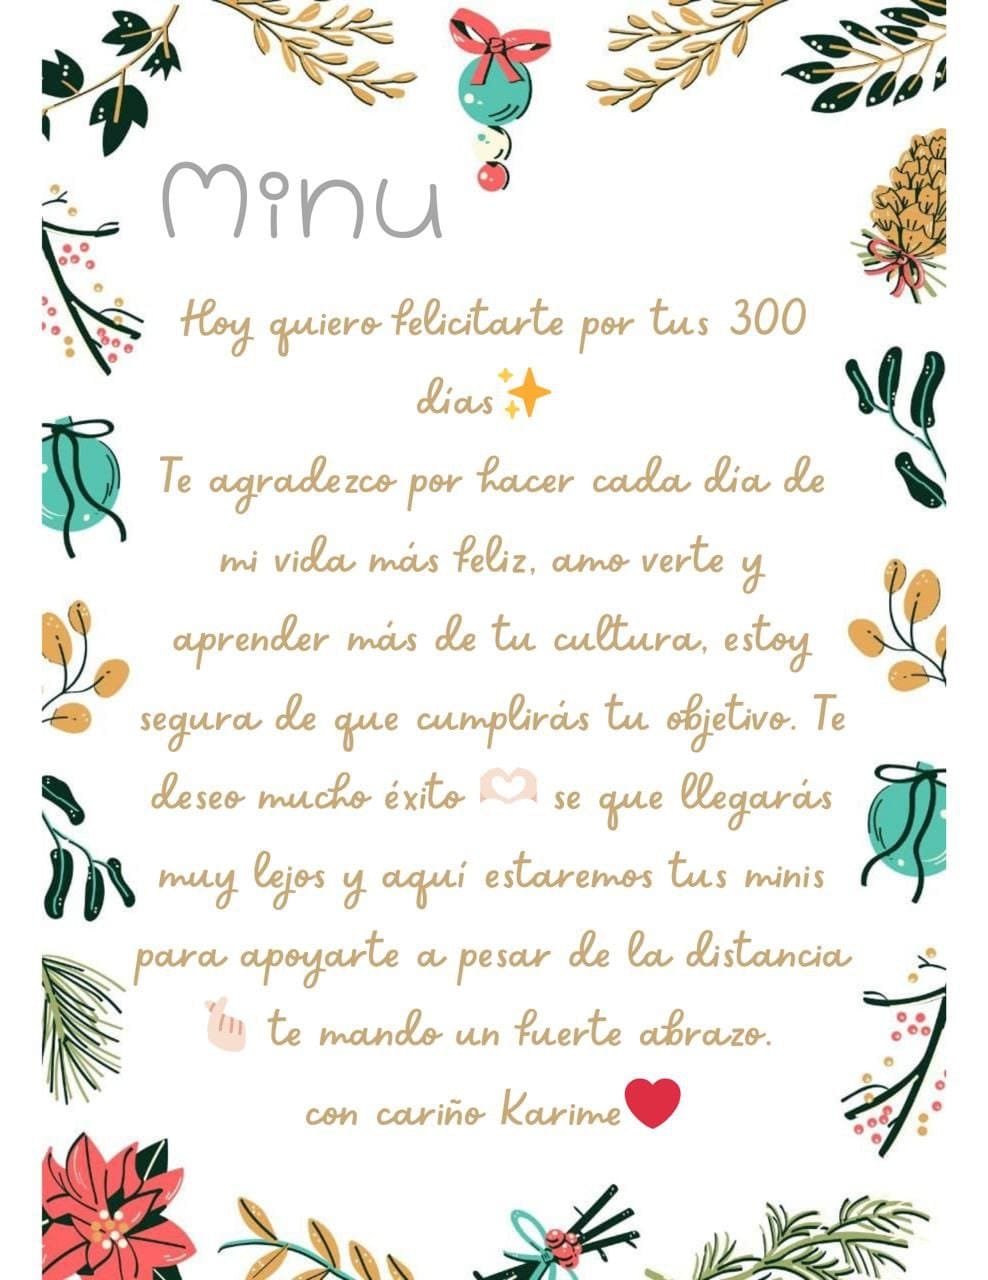 Minu
Hoy quiero felicitarte por tus 300
días✨
Te agradezco por hacer cada día de
mi vida más feliz, amo verte y
aprender más de tu cultura, estoy
segura de que cumplirás tu objetivo. Te
deseo mucho éxito 🫶🏻 se que llegarás
muy lejos y aquí estaremos tus minis
para apoyarte a pesar de la distancia
🫰🏻 te mando un fuerte abrazo.
con cariño Karime❤️